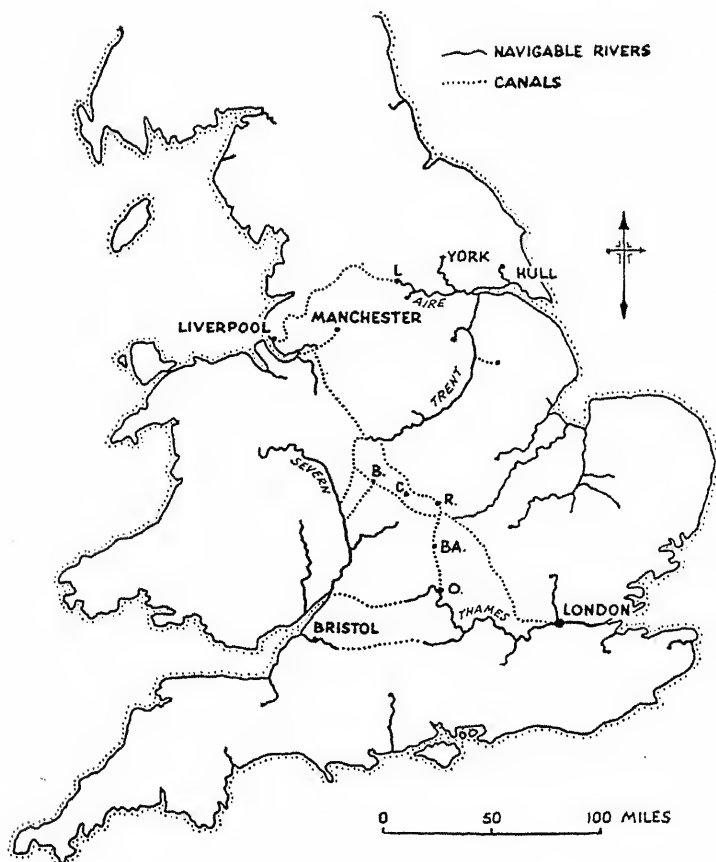 NAVIGABLE RIVERS
CANALS
YORK
L.
HULL
AIRE
MANCHESTER
LIVERPOOL
TRENT
SEVERN
B.
C.
R.
BA.
O.
THAMES
LONDON
BRISTOL
0 50 100 MILES